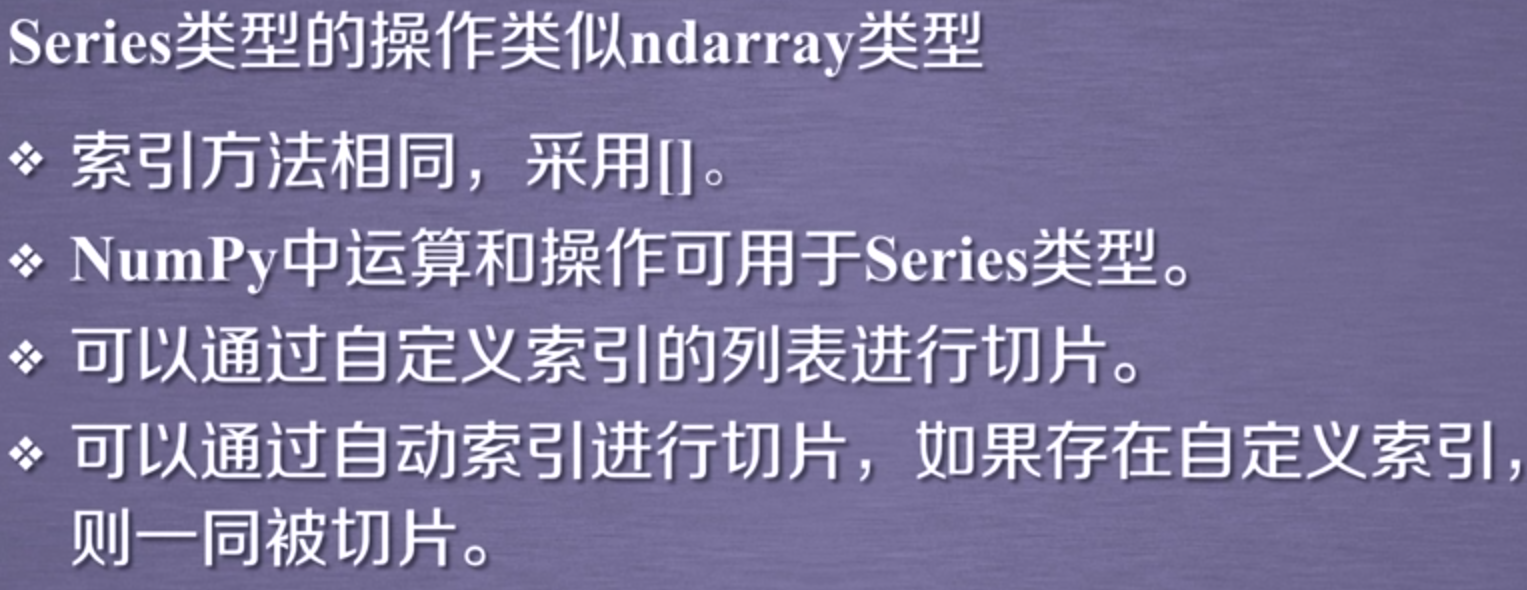 Series类型的操作类似ndarray类型
❖ 索引方法相同，采用[]。
❖ NumPy中运算和操作可用于Series类型。
❖ 可以通过自定义索引的列表进行切片。
❖ 可以通过自动索引进行切片，如果存在自定义索引，
则一同被切片。